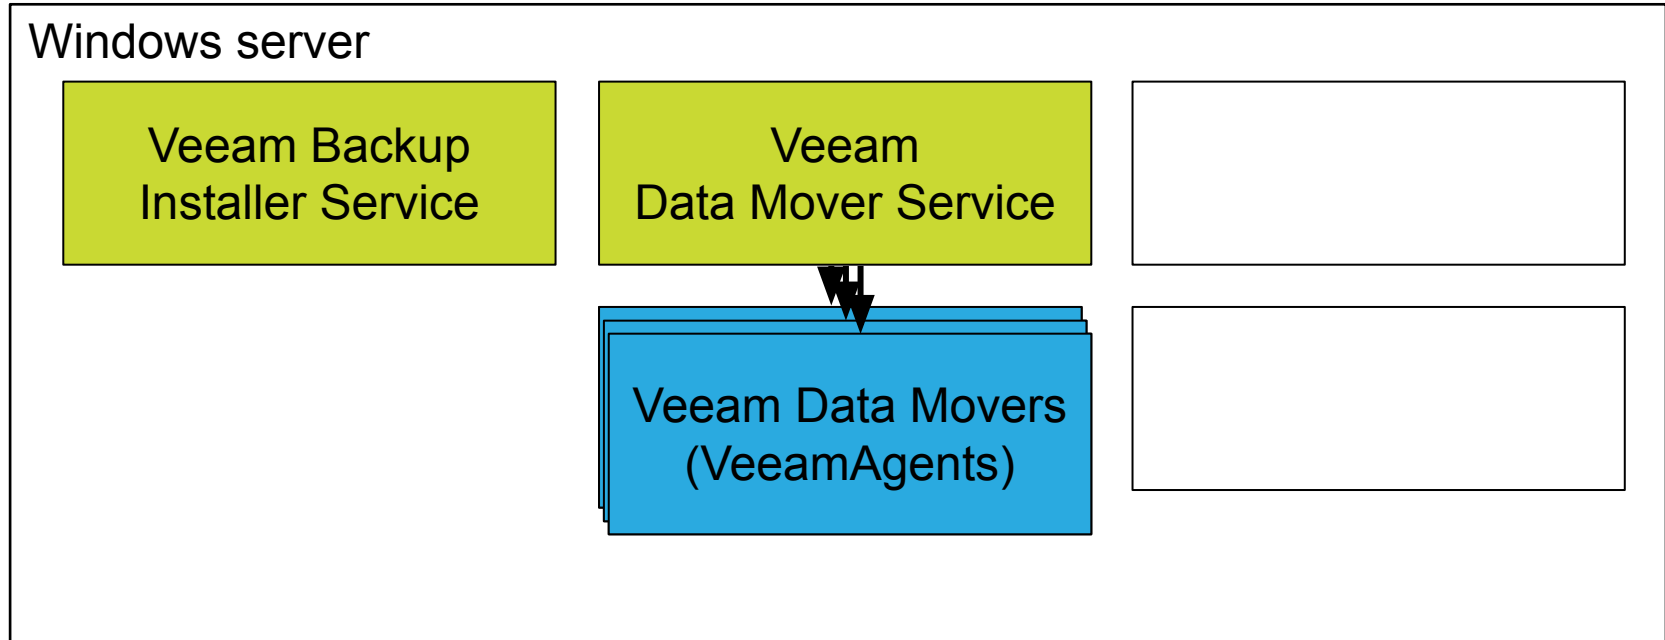 Windows server
Veeam Backup
Installer Service
Veeam
Data Mover Service
Veeam Data Movers
(VeeamAgents)